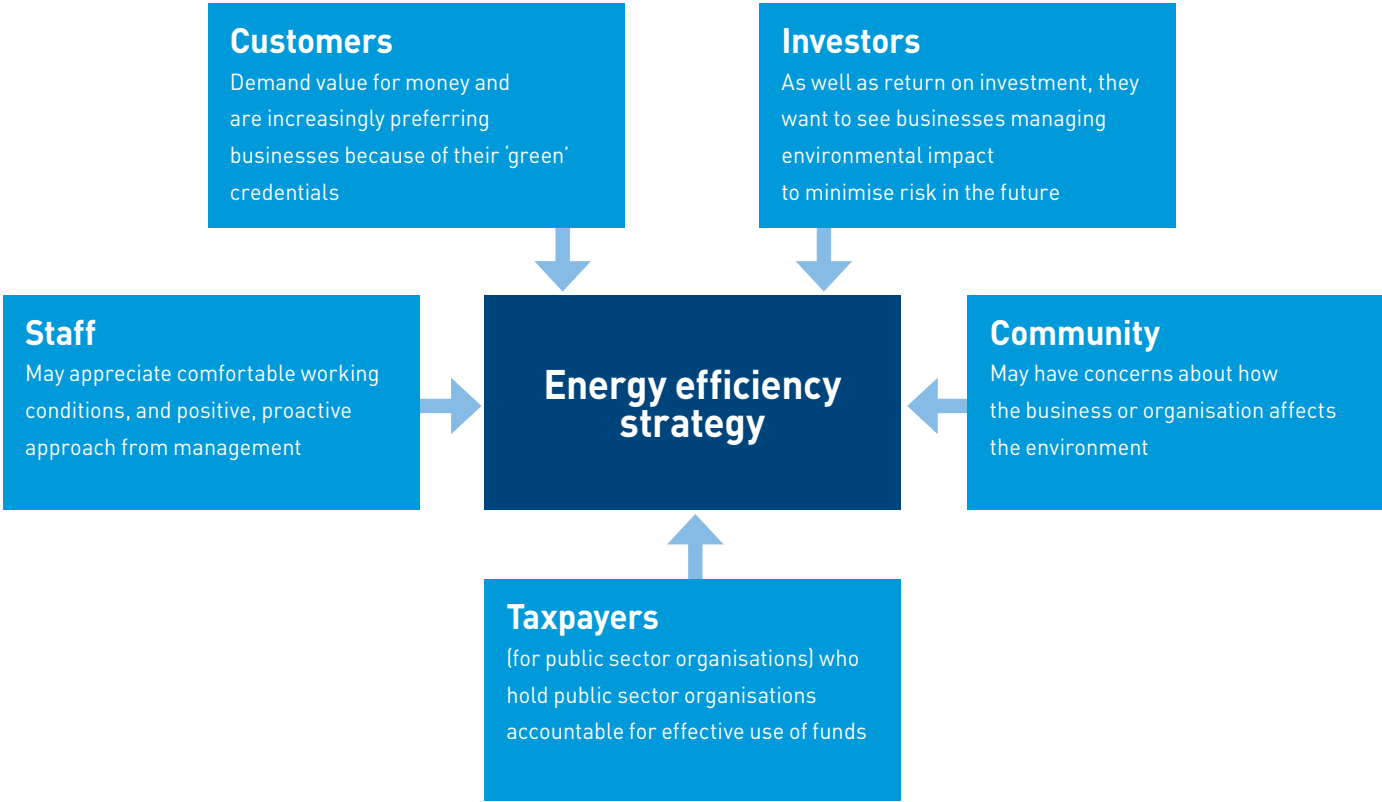 Customers
Demand value for money and
are increasingly preferring
businesses because of their ‘green’
credentials
Investors
As well as return on investment, they
want to see businesses managing
environmental impact
to minimise risk in the future
Staff
May appreciate comfortable working
conditions, and positive, proactive
approach from management
Energy efficiency
strategy
Community
May have concerns about how
the business or organisation affects
the environment
Taxpayers
(for public sector organisations) who
hold public sector organisations
accountable for effective use of funds